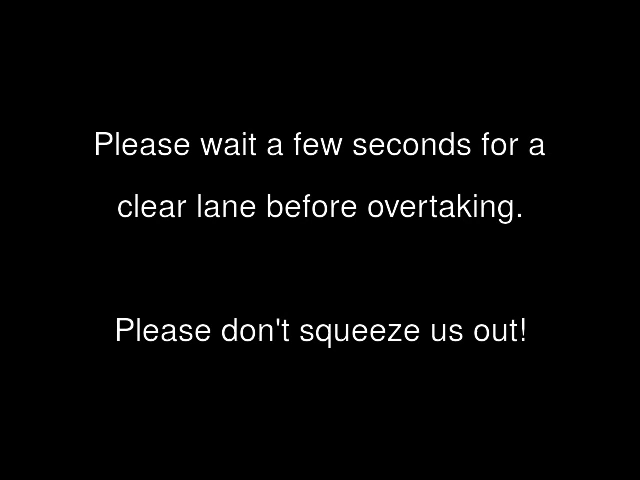 Please wait a few seconds for a
clear lane before overtaking.
Please don't squeeze us out!